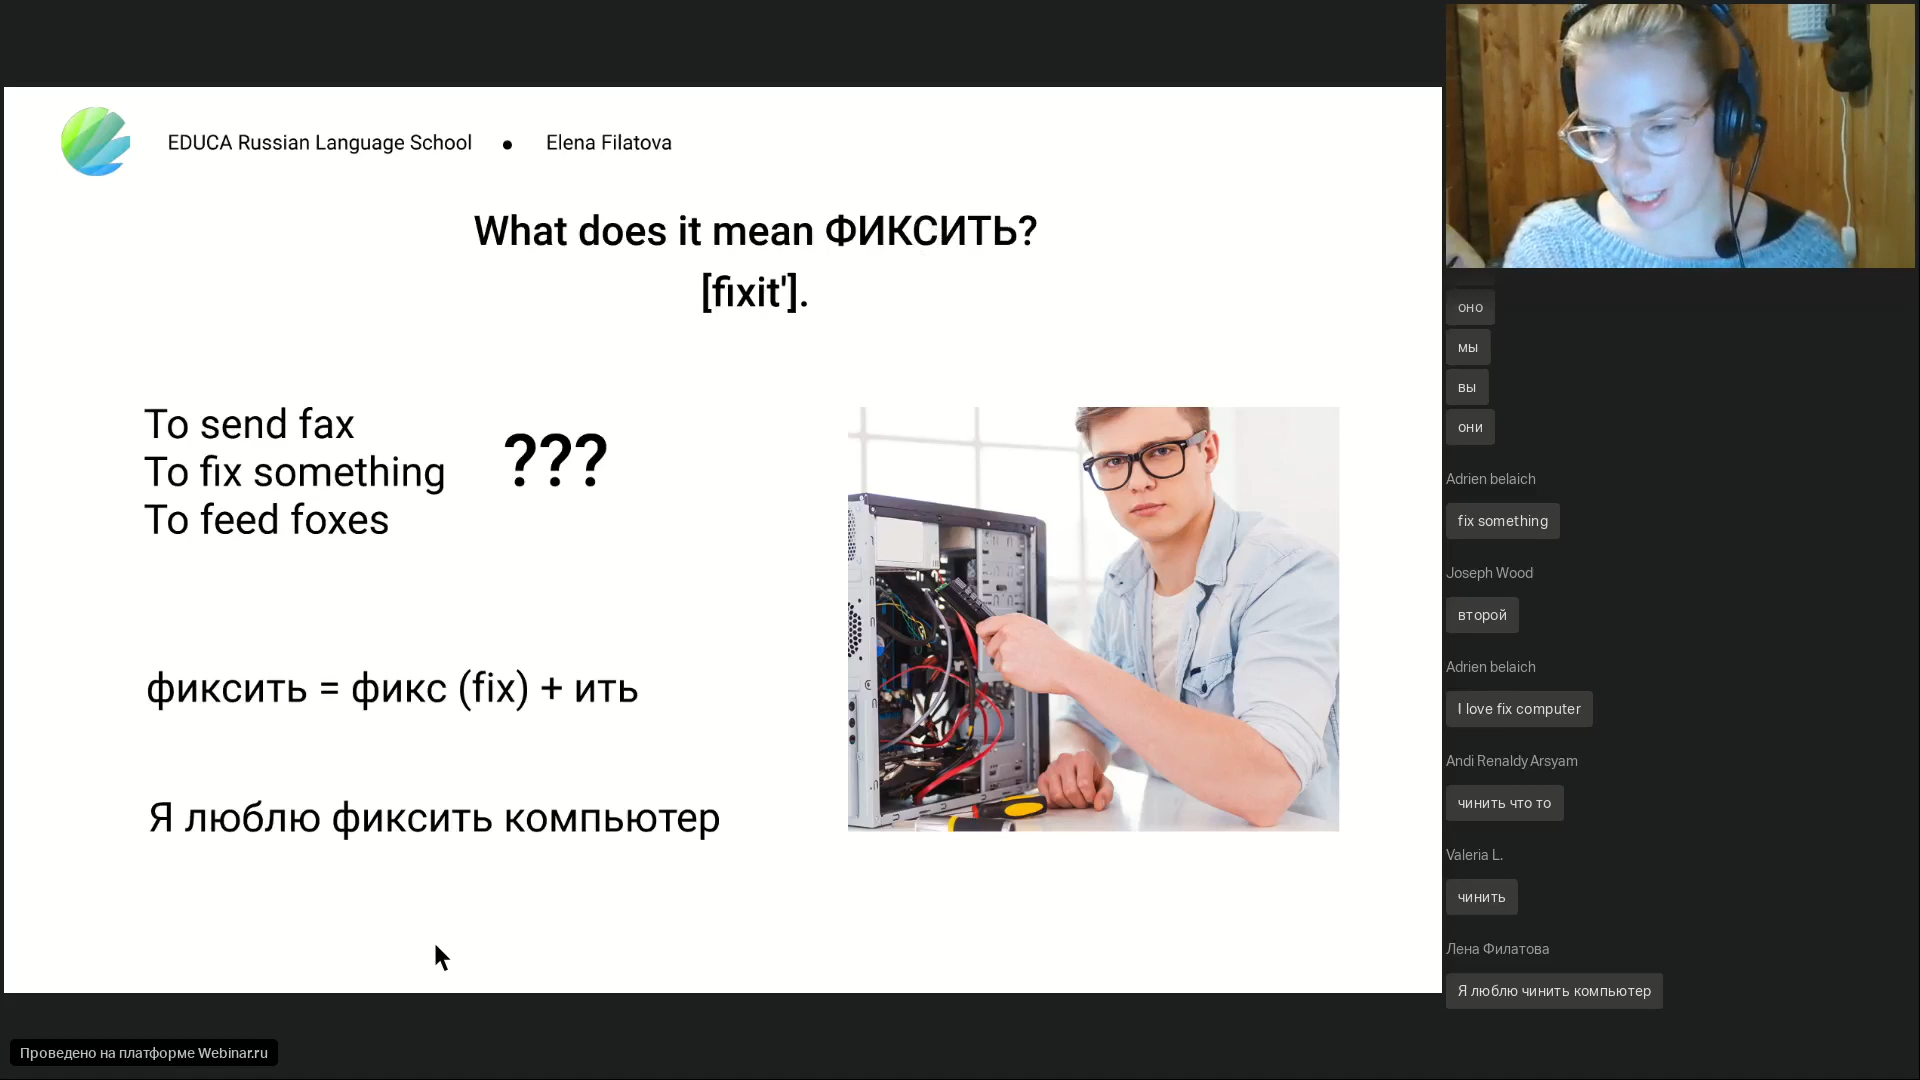 EDUCA Russian Language School • Elena Filatova
What does it mean ФИКСИТЬ?
[fixit'].
To send fax
To fix something
To feed foxes
???
фиксить = фикс (fix) + ить
Я люблю фиксить компьютер
оно
мы
вы
они
Adrien belaich
fix something
Joseph Wood
второй
Adrien belaich
I love fix computer
Andi Renaldy Arsyam
чинить что то
Valeria L.
чинить
Лена Филатова
Я люблю чинить компьютер
Проведено на платформе Webinar.ru